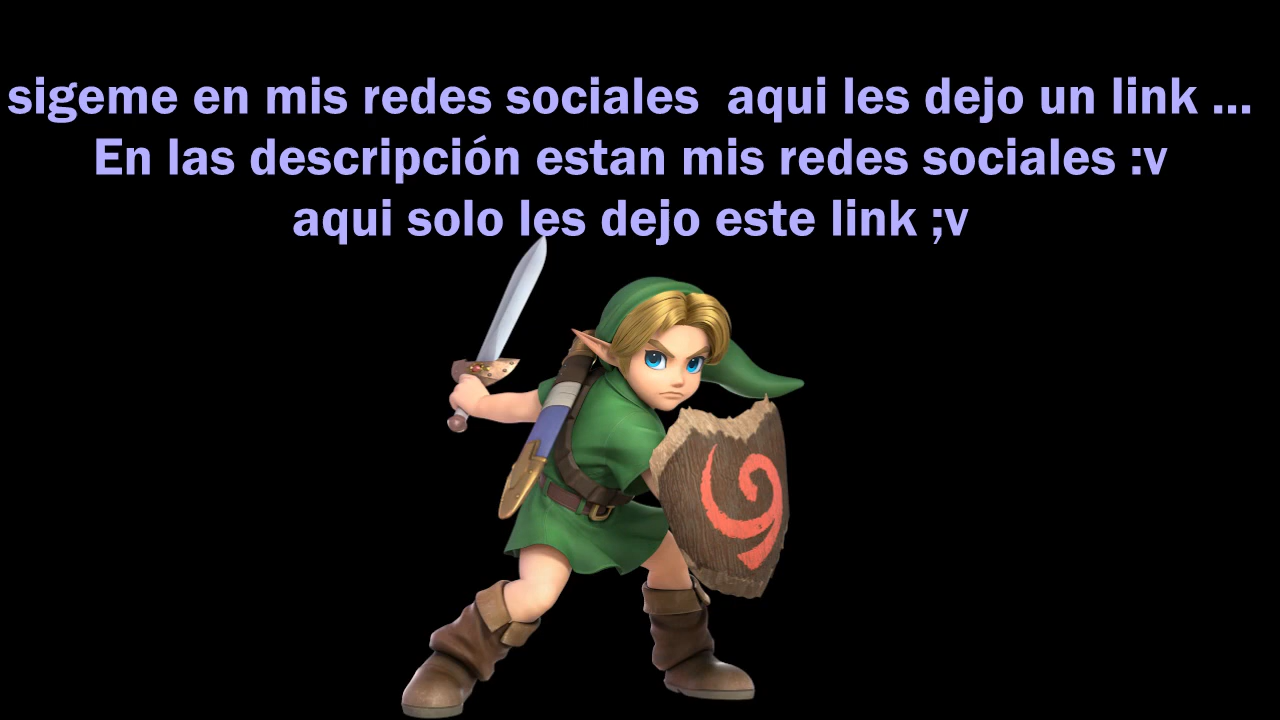 sigeme en mis redes sociales  aqui les dejo un link ...
En las descripción estan mis redes sociales :v
aqui solo les dejo este link ;v